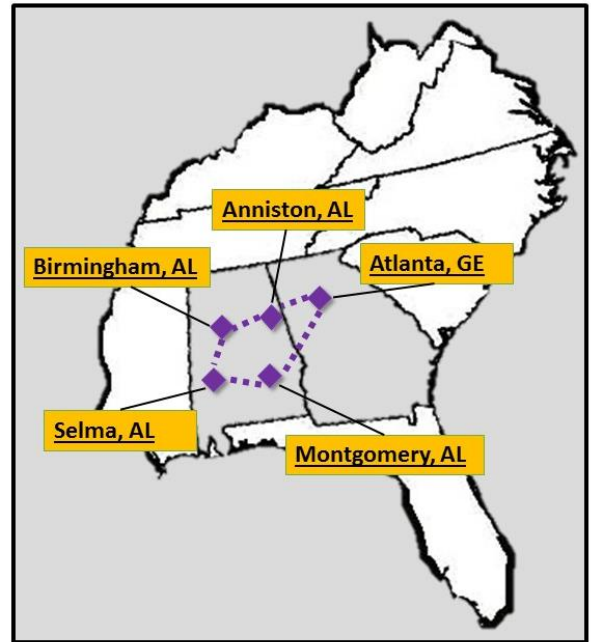 Anniston, AL
Birmingham, AL
Atlanta, GE
Selma, AL
Montgomery, AL